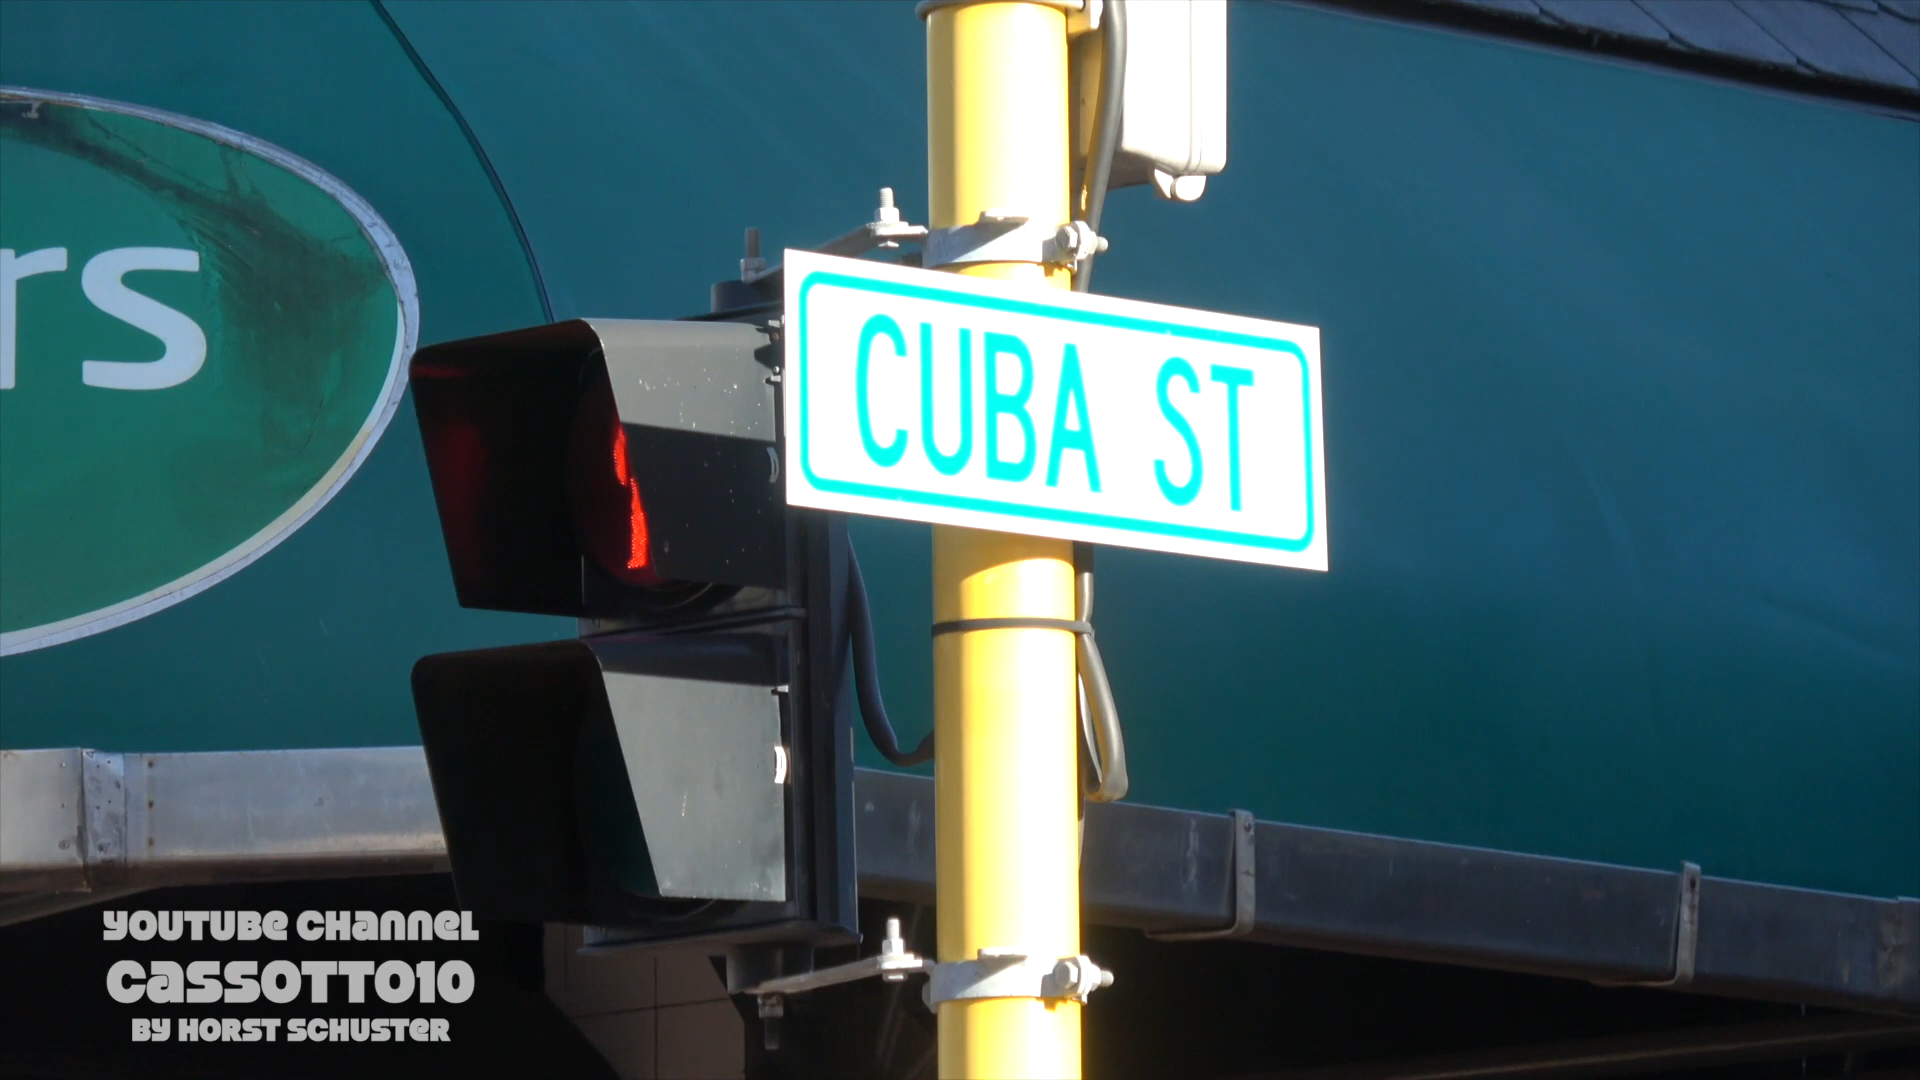 rs
CUBA ST
YOUTUBE CHANNEL
CASSOTTO10
BY HORST SCHUSTER